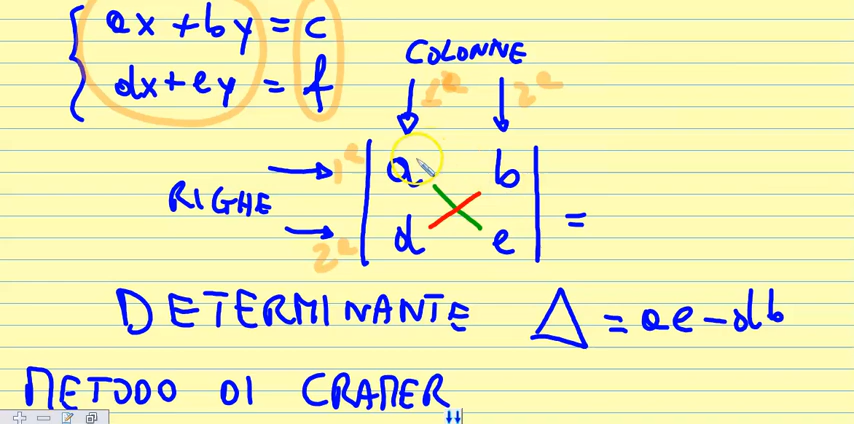 ax + by = c
dx + ey = f
COLONNE
1ª 2ª
1ª a b
RIGHE =
2ª d e
DETERMINANTE Δ = ae - db
METODO DI CRAMER